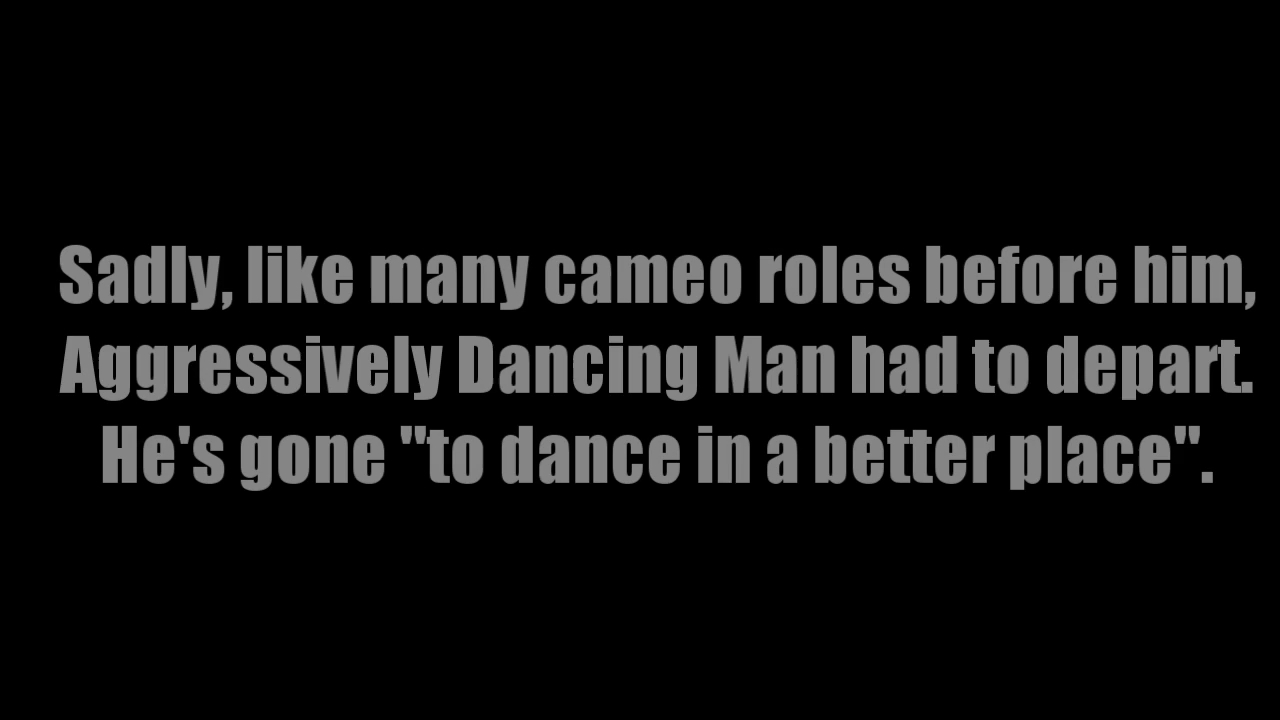 Sadly, like many cameo roles before him,
Aggressively Dancing Man had to depart.
He's gone "to dance in a better place".